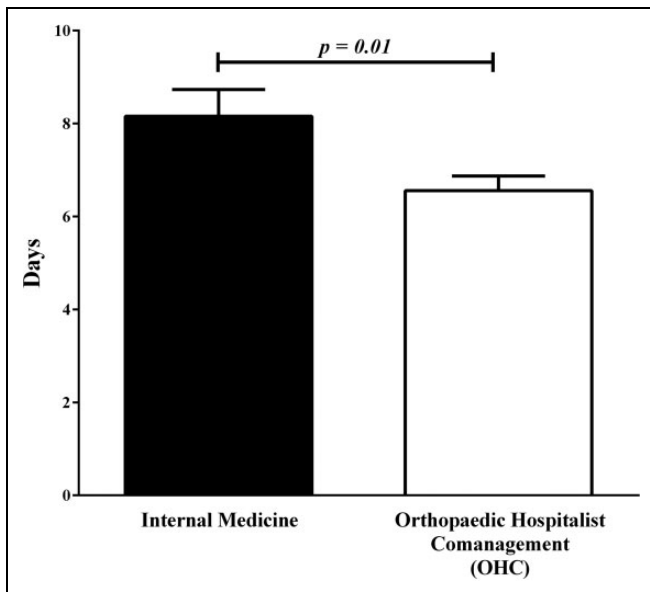 10
p = 0.01
8
6
Days
4
2
0
Internal Medicine
Orthopaedic Hospitalist
Comanagement
(OHC)